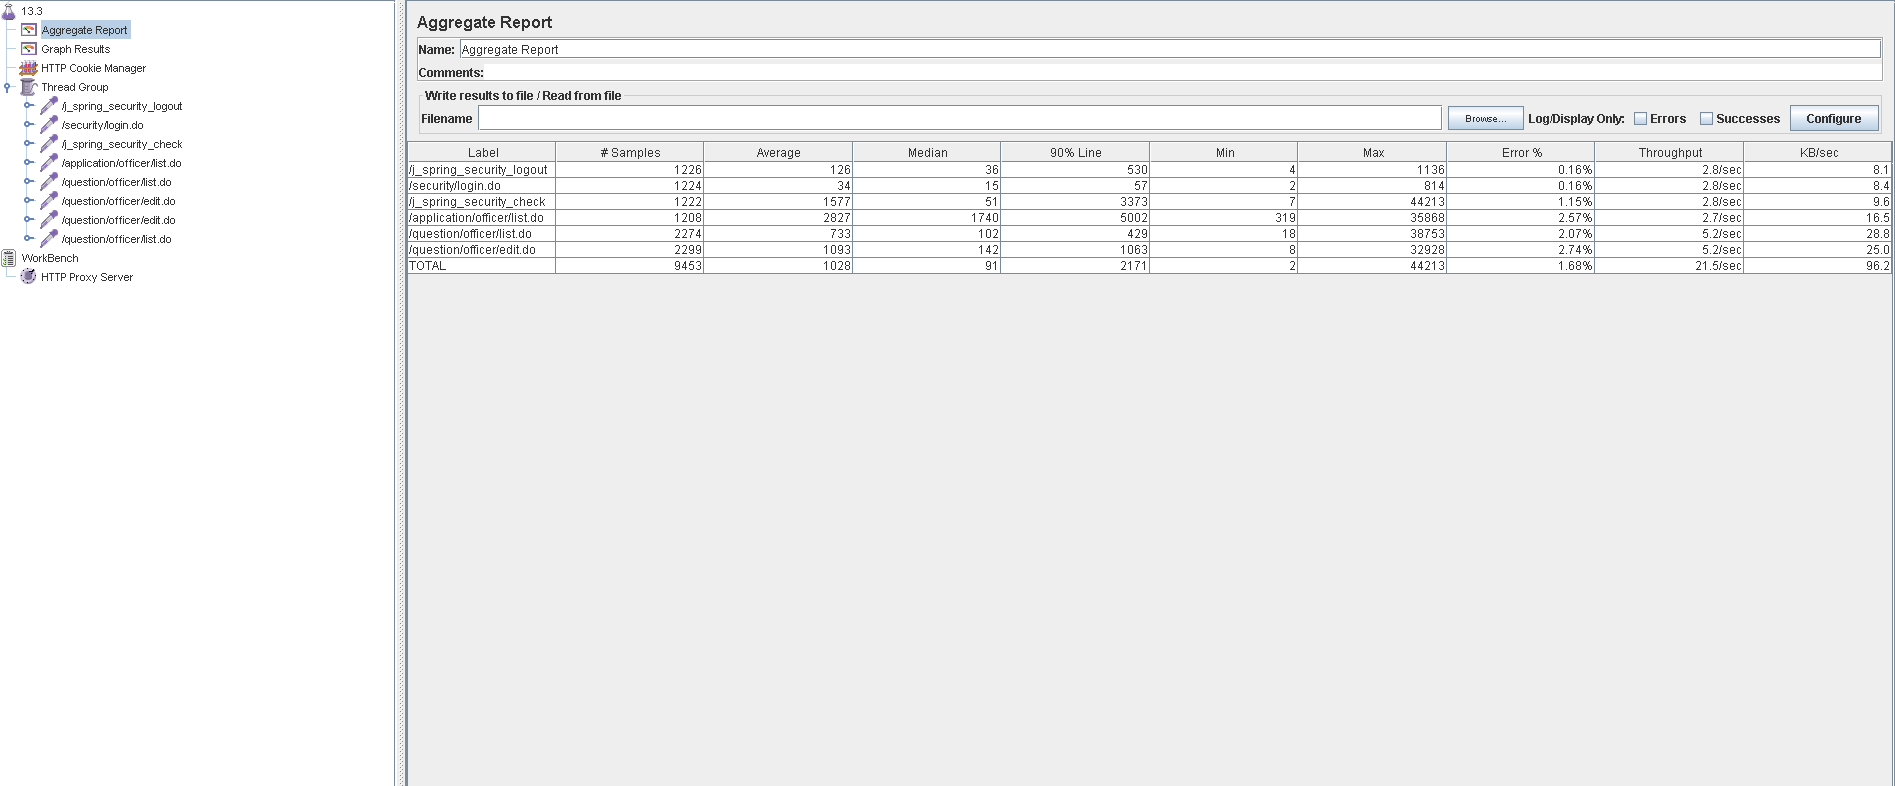 13.3
Aggregate Report
Graph Results
HTTP Cookie Manager
Thread Group
/j_spring_security_logout
/security/login.do
/j_spring_security_check
/application/officer/list.do
/question/officer/list.do
/question/officer/edit.do
/question/officer/edit.do
/question/officer/list.do
WorkBench
HTTP Proxy Server
Aggregate Report
Name: Aggregate Report
Comments:
Write results to file / Read from file
Filename Browse... Log/Display Only: Errors Successes Configure
Label # Samples Average Median 90% Line Min Max Error % Throughput KB/sec
/j_spring_security_logout 1226 126 36 530 4 1136 0.16% 2.8/sec 8.1
/security/login.do 1224 34 15 57 2 814 0.16% 2.8/sec 8.4
/j_spring_security_check 1222 1577 51 3373 7 44213 1.15% 2.8/sec 9.6
/application/officer/list.do 1208 2827 1740 5002 319 35868 2.57% 2.7/sec 16.5
/question/officer/list.do 2274 733 102 429 18 38753 2.07% 5.2/sec 28.8
/question/officer/edit.do 2299 1093 142 1063 8 32928 2.74% 5.2/sec 25.0
TOTAL 9453 1028 91 2171 2 44213 1.68% 21.5/sec 96.2